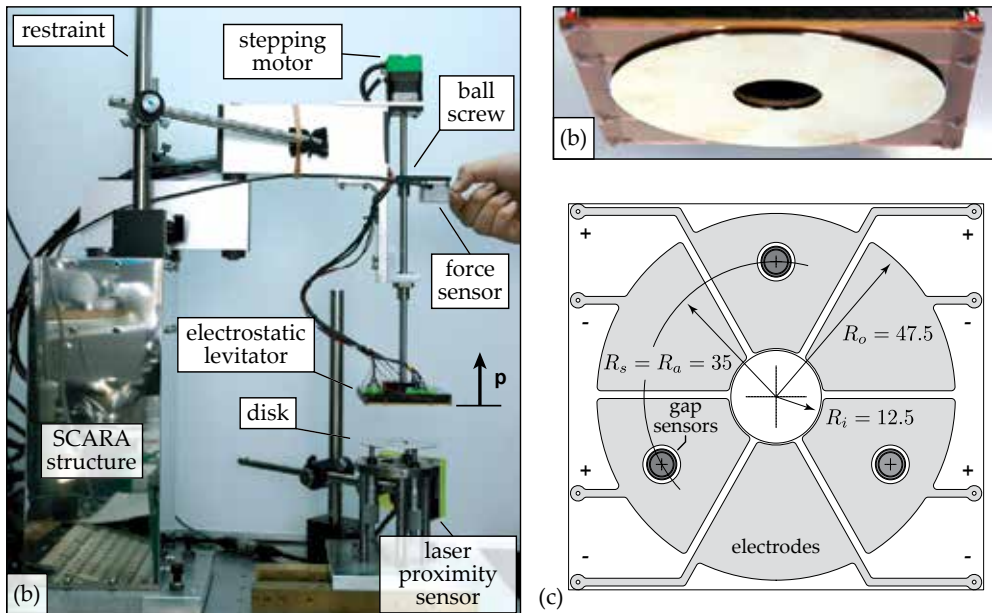 restraint
stepping
motor
ball
screw
force
sensor
electrostatic
levitator
p
disk
SCARA
structure
laser
proximity
sensor
(b)
(b)
+
+
-
-
R_o = 47.5
R_s = R_a = 35
gap
sensors
R_i = 12.5
+
+
electrodes
-
-
(c)